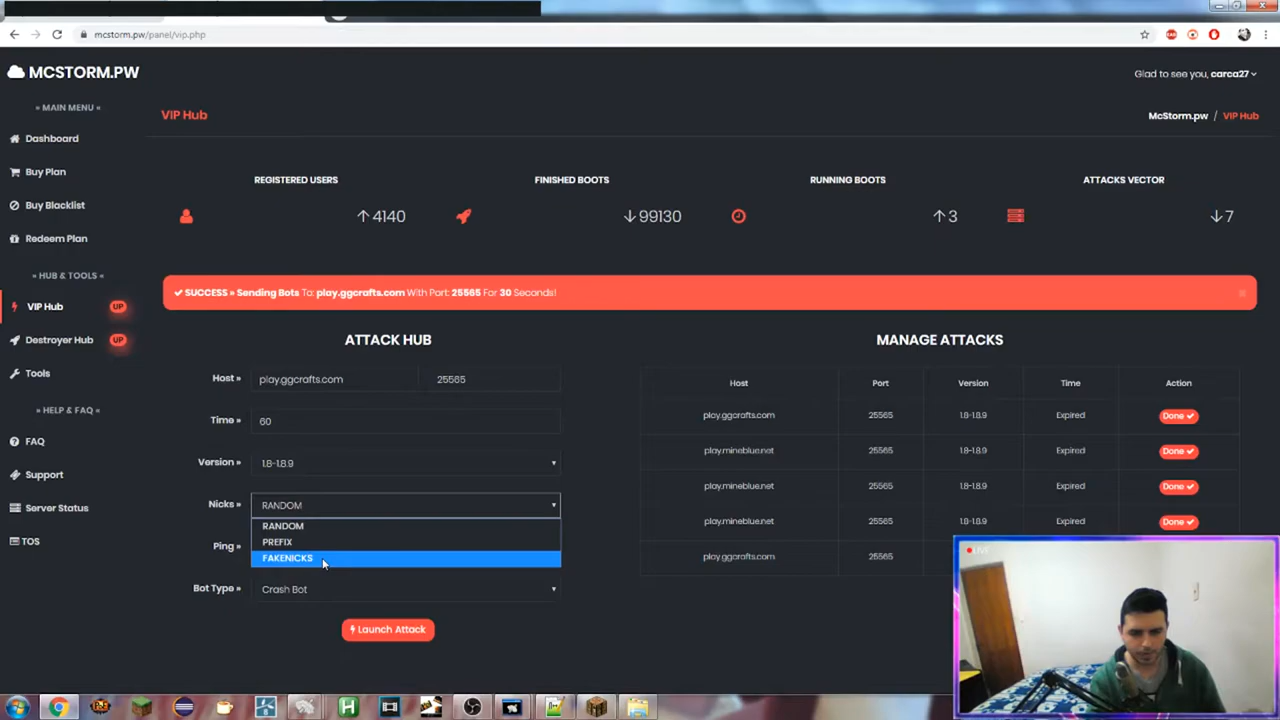 mcstorm.pw/panel/vip.php
MCSTORM.PW
Glad to see you, carca27
» MAIN MENU «
Dashboard
Buy Plan
Buy Blacklist
Redeem Plan
» HUB & TOOLS «
VIP Hub UP
Destroyer Hub UP
Tools
» HELP & FAQ «
FAQ
Support
Server Status
TOS
VIP Hub
McStorm.pw / VIP Hub
REGISTERED USERS FINISHED BOOTS RUNNING BOOTS ATTACKS VECTOR
↑4140 ↓99130 ↑3 ↓7
✔ SUCCESS » Sending Bots To: play.ggcrafts.com With Port: 25565 For 30 Seconds!
ATTACK HUB
Host » play.ggcrafts.com 25565
Time » 60
Version » 1.8-1.8.9
Nicks » RANDOM
RANDOM
PREFIX
FAKENICKS
Ping »
Bot Type » Crash Bot
Launch Attack
MANAGE ATTACKS
Host Port Version Time Action
play.ggcrafts.com 25565 1.8-1.8.9 Expired Done ✔
play.mineblue.net 25565 1.8-1.8.9 Expired Done ✔
play.mineblue.net 25565 1.8-1.8.9 Expired Done ✔
play.mineblue.net 25565 1.8-1.8.9 Expired Done ✔
play.ggcrafts.com 25565
LIVE